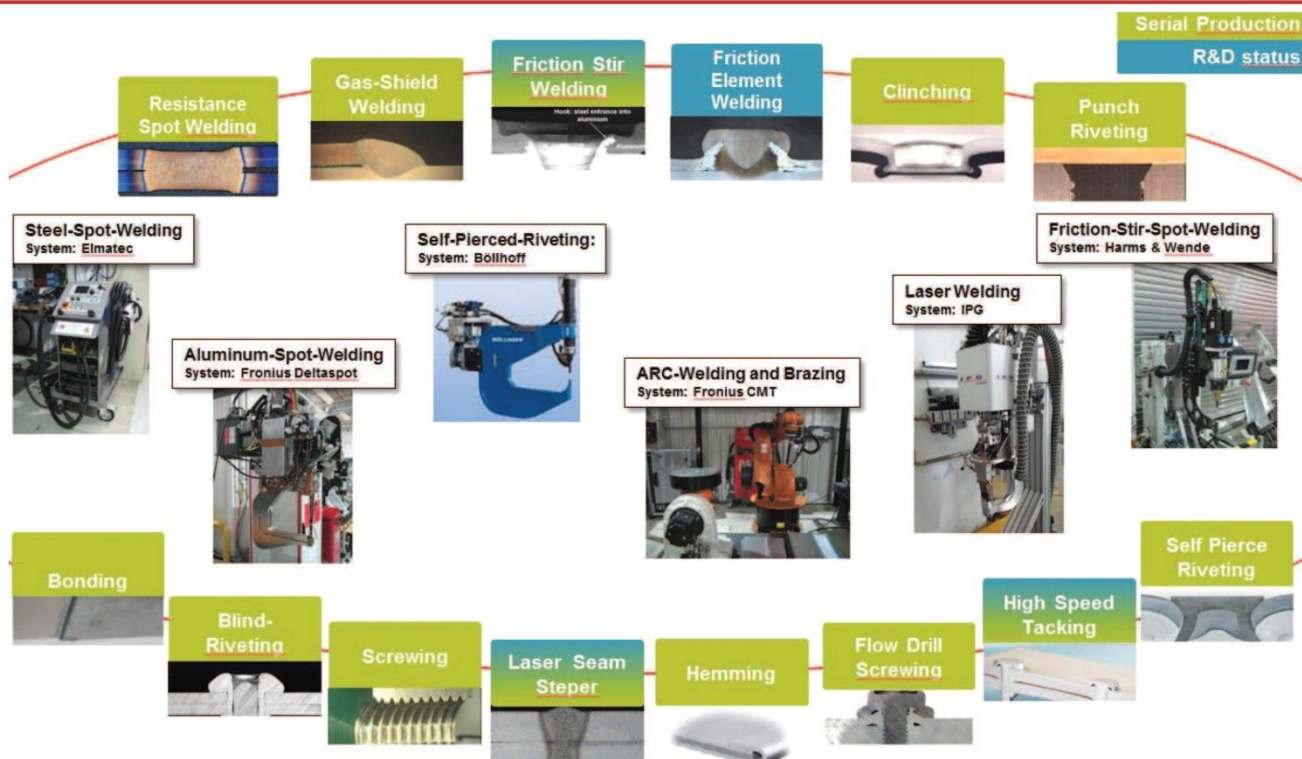 Serial Production
R&D status
Resistance
Spot Welding
Gas-Shield
Welding
Friction Stir
Welding
Hook: steel entrance into
aluminum
Aluminum
Friction
Element
Welding
Clinching
Punch
Riveting
Steel-Spot-Welding
System: Elmatec
Aluminum-Spot-Welding
System: Fronius Deltaspot
Self-Pierced-Riveting:
System: Böllhoff
BÖLLHOFF
ARC-Welding and Brazing
System: Fronius CMT
Laser Welding
System: IPG
IPG
Friction-Stir-Spot-Welding
System: Harms & Wende
Bonding
Blind-
Riveting
Screwing
Laser Seam
Steper
Hemming
Flow Drill
Screwing
High Speed
Tacking
Self Pierce
Riveting